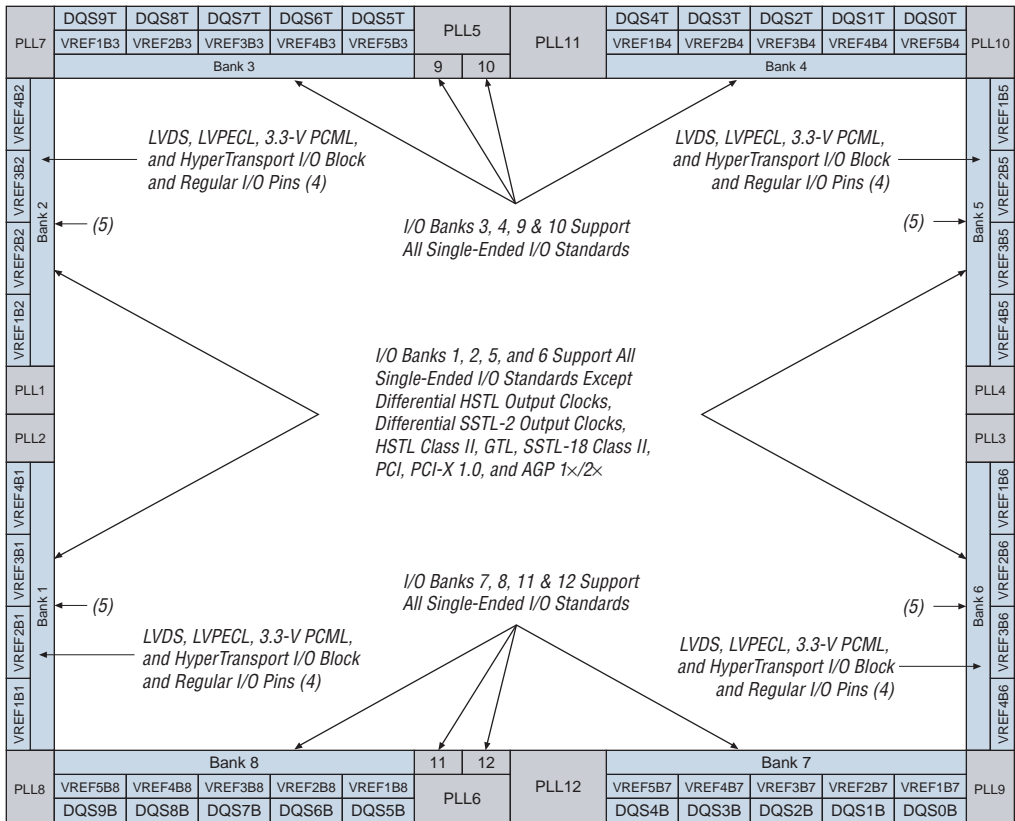 PLL7 DQS9T DQS8T DQS7T DQS6T DQS5T PLL5 PLL11 DQS4T DQS3T DQS2T DQS1T DQS0T PLL10
VREF1B3 VREF2B3 VREF3B3 VREF4B3 VREF5B3 VREF1B4 VREF2B4 VREF3B4 VREF4B4 VREF5B4
Bank 3 9 10 Bank 4
VREF4B2
VREF3B2
VREF2B2
VREF1B2
Bank 2
LVDS, LVPECL, 3.3-V PCML,
and HyperTransport I/O Block
and Regular I/O Pins (4)
(5)
LVDS, LVPECL, 3.3-V PCML,
and HyperTransport I/O Block
and Regular I/O Pins (4)
(5)
Bank 5
VREF1B5
VREF2B5
VREF3B5
VREF4B5
I/O Banks 3, 4, 9 & 10 Support
All Single-Ended I/O Standards
I/O Banks 1, 2, 5, and 6 Support All
Single-Ended I/O Standards Except
Differential HSTL Output Clocks,
Differential SSTL-2 Output Clocks,
HSTL Class II, GTL, SSTL-18 Class II,
PCI, PCI-X 1.0, and AGP 1×/2×
PLL1
PLL2
PLL4
PLL3
VREF4B1
VREF3B1
VREF2B1
VREF1B1
Bank 1
I/O Banks 7, 8, 11 & 12 Support
All Single-Ended I/O Standards
(5)
LVDS, LVPECL, 3.3-V PCML,
and HyperTransport I/O Block
and Regular I/O Pins (4)
(5)
LVDS, LVPECL, 3.3-V PCML,
and HyperTransport I/O Block
and Regular I/O Pins (4)
Bank 6
VREF1B6
VREF2B6
VREF3B6
VREF4B6
Bank 8 11 12 Bank 7
PLL8 VREF5B8 VREF4B8 VREF3B8 VREF2B8 VREF1B8 PLL6 PLL12 VREF5B7 VREF4B7 VREF3B7 VREF2B7 VREF1B7 PLL9
DQS9B DQS8B DQS7B DQS6B DQS5B DQS4B DQS3B DQS2B DQS1B DQS0B